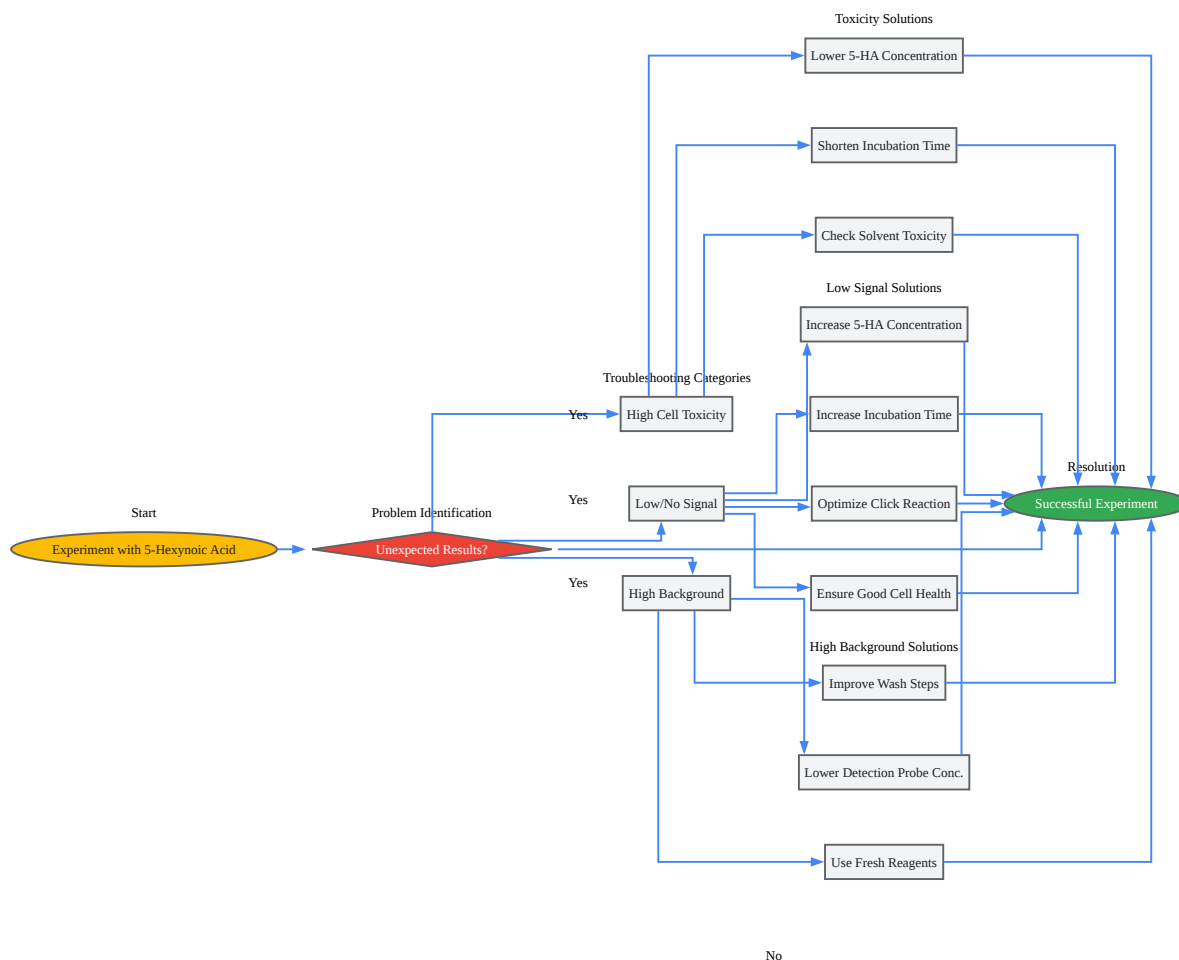 Toxicity Solutions
Lower 5-HA Concentration
Shorten Incubation Time
Check Solvent Toxicity
Low Signal Solutions
Increase 5-HA Concentration
Troubleshooting Categories
Yes
High Cell Toxicity
Increase Incubation Time
Resolution
Yes
Low/No Signal
Optimize Click Reaction
Successful Experiment
Start
Problem Identification
Experiment with 5-Hexynoic Acid
Unexpected Results?
Yes
High Background
Ensure Good Cell Health
High Background Solutions
Improve Wash Steps
Lower Detection Probe Conc.
Use Fresh Reagents
No